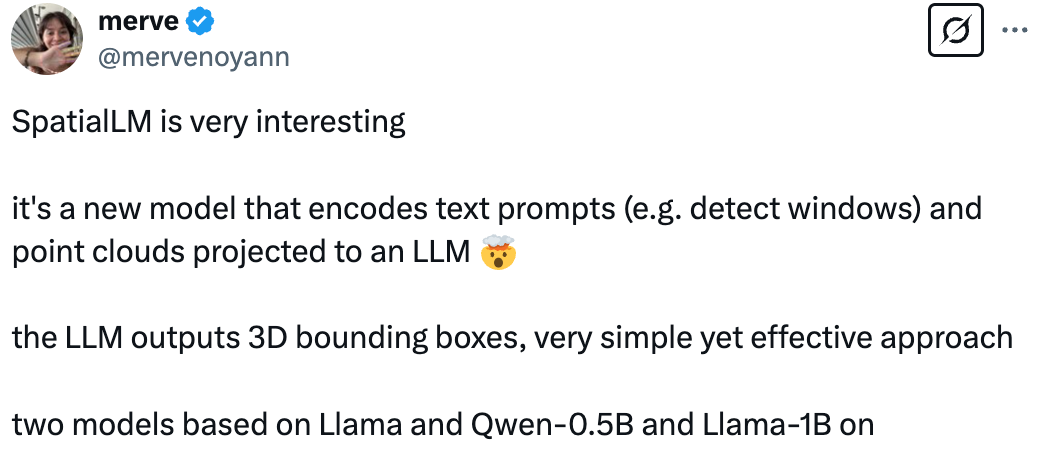 merve
@mervenoyann
SpatialLM is very interesting
it's a new model that encodes text prompts (e.g. detect windows) and
point clouds projected to an LLM 🤯
the LLM outputs 3D bounding boxes, very simple yet effective approach
two models based on Llama and Qwen-0.5B and Llama-1B on